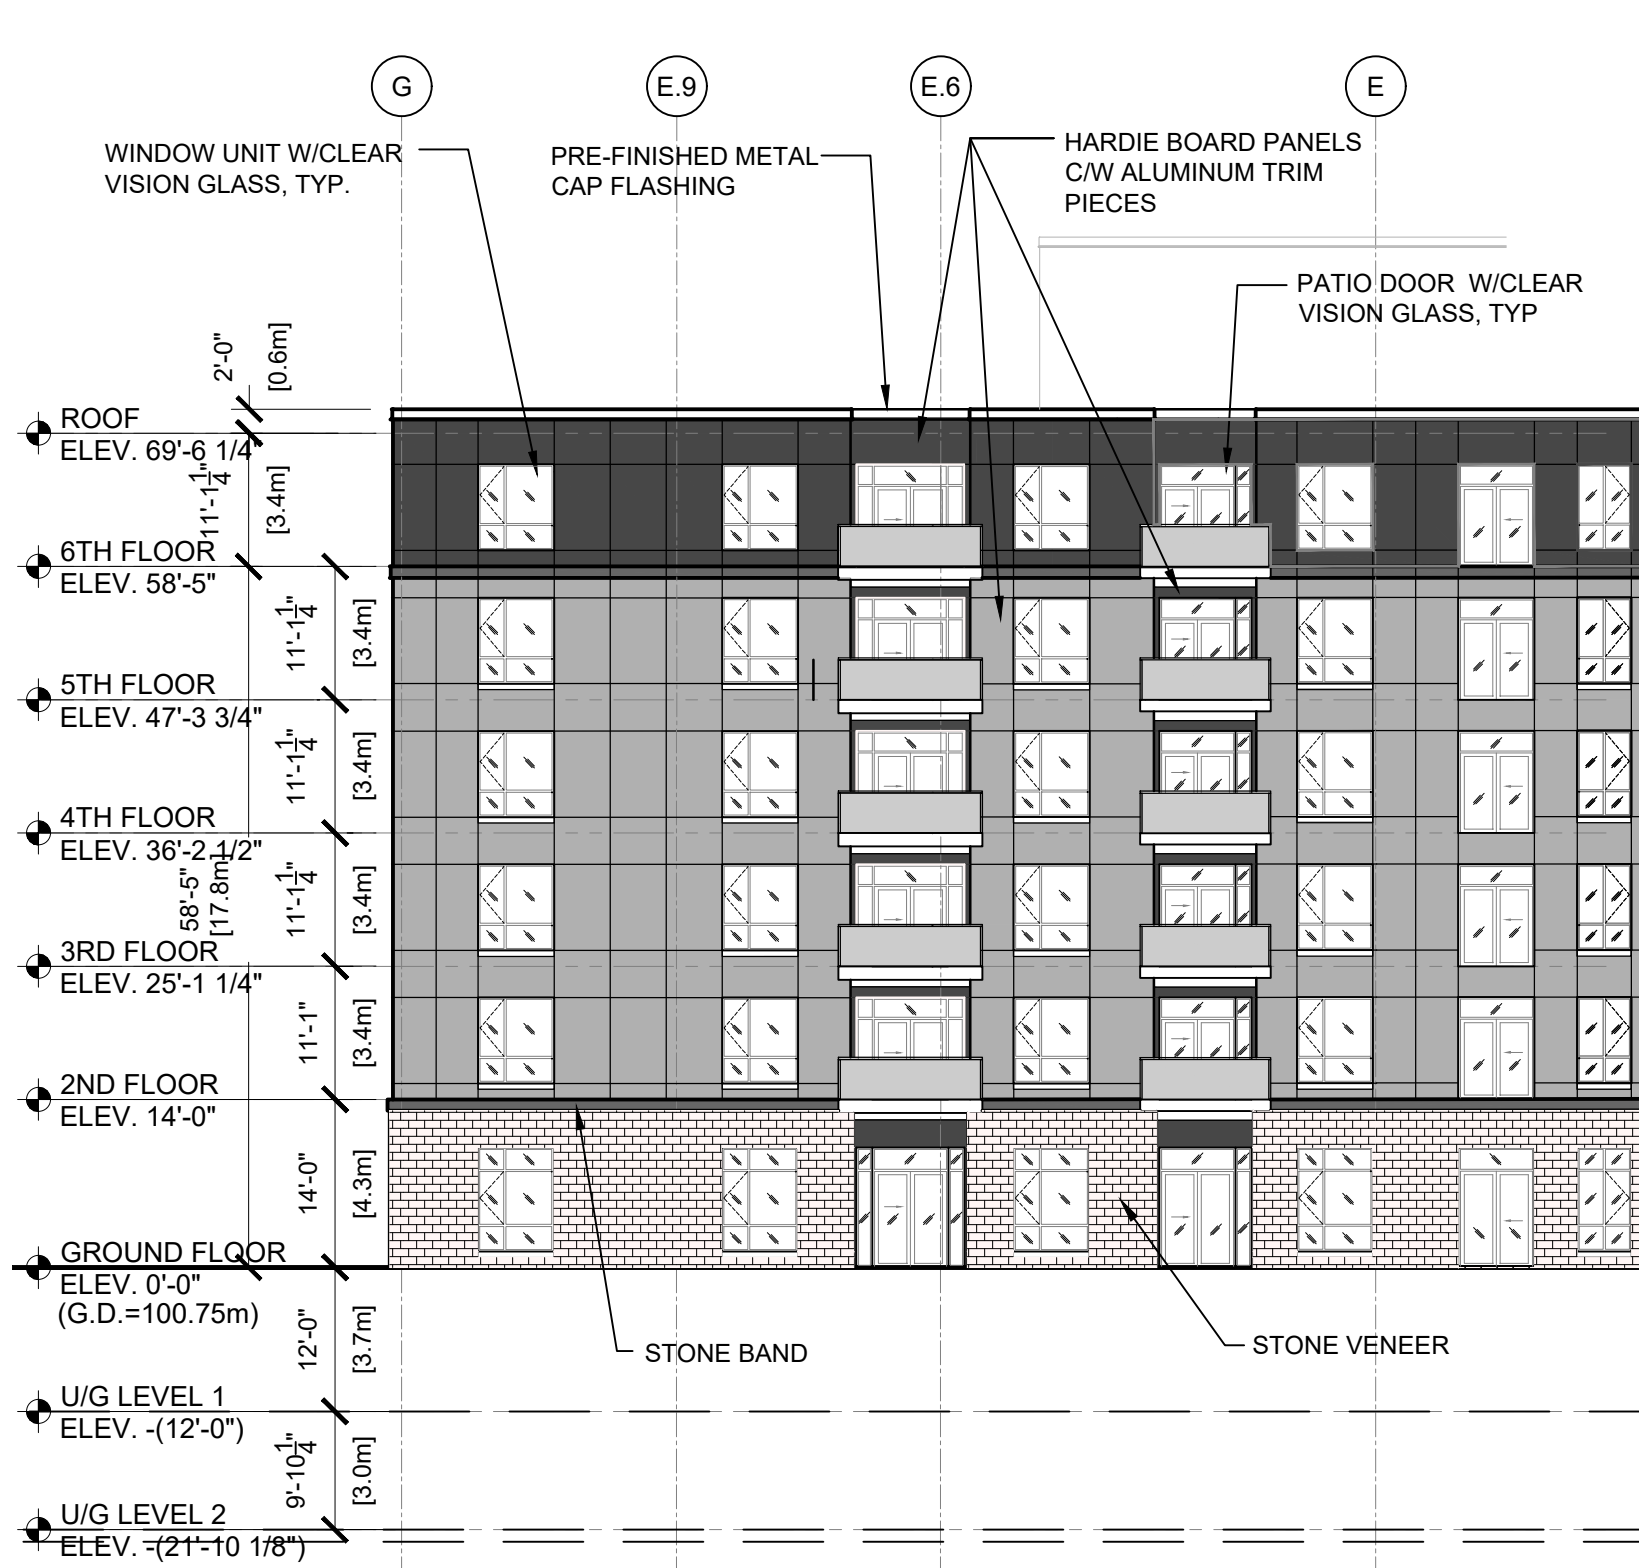 G
E.9
E.6
E
WINDOW UNIT W/CLEAR
VISION GLASS, TYP.
PRE-FINISHED METAL
CAP FLASHING
HARDIE BOARD PANELS
C/W ALUMINUM TRIM
PIECES
PATIO DOOR W/CLEAR
VISION GLASS, TYP
2'-0"
[0.6m]
ROOF
ELEV. 69'-6 1/4"
11'-1 1/4"
[3.4m]
6TH FLOOR
ELEV. 58'-5"
11'-1 1/4"
[3.4m]
5TH FLOOR
ELEV. 47'-3 3/4"
11'-1 1/4"
[3.4m]
4TH FLOOR
ELEV. 36'-2 1/2"
58'-5"
[17.8m]
11'-1 1/4"
[3.4m]
3RD FLOOR
ELEV. 25'-1 1/4"
11'-1"
[3.4m]
2ND FLOOR
ELEV. 14'-0"
14'-0"
[4.3m]
GROUND FLOOR
ELEV. 0'-0"
(G.D.=100.75m)
12'-0"
[3.7m]
STONE BAND
STONE VENEER
U/G LEVEL 1
ELEV. -(12'-0")
9'-10 1/4"
[3.0m]
U/G LEVEL 2
ELEV. -(21'-10 1/8")